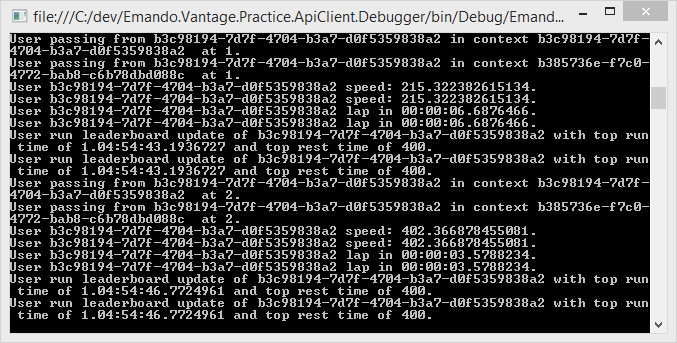 file:///C:/dev/Emando.Vantage.Practice.ApiClient.Debugger/bin/Debug/Emand...
User passing from b3c98194-7d7f-4704-b3a7-d0f5359838a2 in context b3c98194-7d7f-
4704-b3a7-d0f5359838a2  at 1.
User passing from b3c98194-7d7f-4704-b3a7-d0f5359838a2 in context b385736e-f7c0-
4772-bab8-c6b78dbd088c  at 1.
User b3c98194-7d7f-4704-b3a7-d0f5359838a2 speed: 215.322382615134.
User b3c98194-7d7f-4704-b3a7-d0f5359838a2 speed: 215.322382615134.
User b3c98194-7d7f-4704-b3a7-d0f5359838a2 lap in 00:00:06.6876466.
User b3c98194-7d7f-4704-b3a7-d0f5359838a2 lap in 00:00:06.6876466.
User run leaderboard update of b3c98194-7d7f-4704-b3a7-d0f5359838a2 with top run
 time of 1.04:54:43.1936727 and top rest time of 400.
User run leaderboard update of b3c98194-7d7f-4704-b3a7-d0f5359838a2 with top run
 time of 1.04:54:43.1936727 and top rest time of 400.
User passing from b3c98194-7d7f-4704-b3a7-d0f5359838a2 in context b3c98194-7d7f-
4704-b3a7-d0f5359838a2  at 2.
User passing from b3c98194-7d7f-4704-b3a7-d0f5359838a2 in context b385736e-f7c0-
4772-bab8-c6b78dbd088c  at 2.
User b3c98194-7d7f-4704-b3a7-d0f5359838a2 speed: 402.366878455081.
User b3c98194-7d7f-4704-b3a7-d0f5359838a2 speed: 402.366878455081.
User b3c98194-7d7f-4704-b3a7-d0f5359838a2 lap in 00:00:03.5788234.
User b3c98194-7d7f-4704-b3a7-d0f5359838a2 lap in 00:00:03.5788234.
User run leaderboard update of b3c98194-7d7f-4704-b3a7-d0f5359838a2 with top run
 time of 1.04:54:46.7724961 and top rest time of 400.
User run leaderboard update of b3c98194-7d7f-4704-b3a7-d0f5359838a2 with top run
 time of 1.04:54:46.7724961 and top rest time of 400.